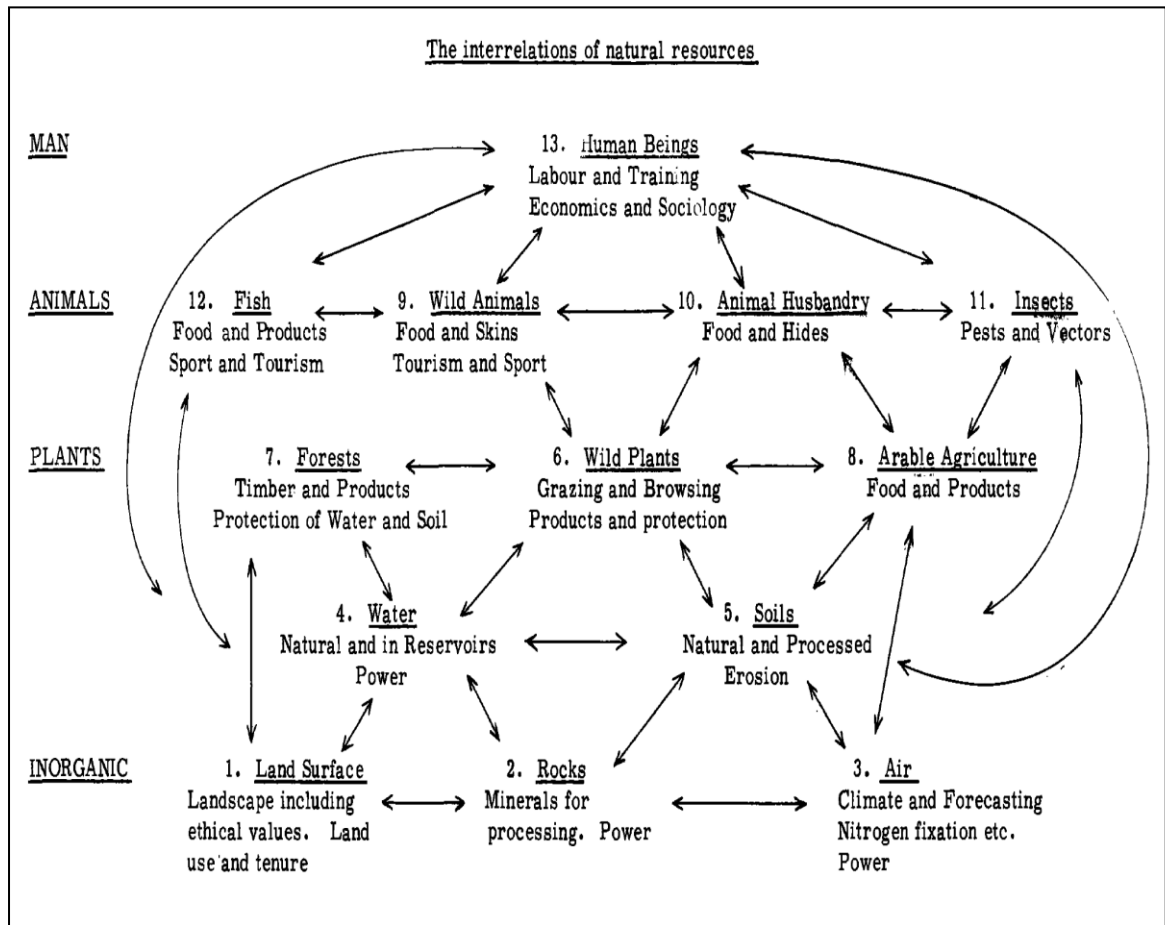 The interrelations of natural resources
MAN
13. Human Beings
Labour and Training
Economics and Sociology
ANIMALS
12. Fish
Food and Products
Sport and Tourism
9. Wild Animals
Food and Skins
Tourism and Sport
10. Animal Husbandry
Food and Hides
11. Insects
Pests and Vectors
PLANTS
7. Forests
Timber and Products
Protection of Water and Soil
6. Wild Plants
Grazing and Browsing
Products and protection
8. Arable Agriculture
Food and Products
4. Water
Natural and in Reservoirs
Power
5. Soils
Natural and Processed
Erosion
INORGANIC
1. Land Surface
Landscape including
ethical values. Land
use and tenure
2. Rocks
Minerals for
processing. Power
3. Air
Climate and Forecasting
Nitrogen fixation etc.
Power